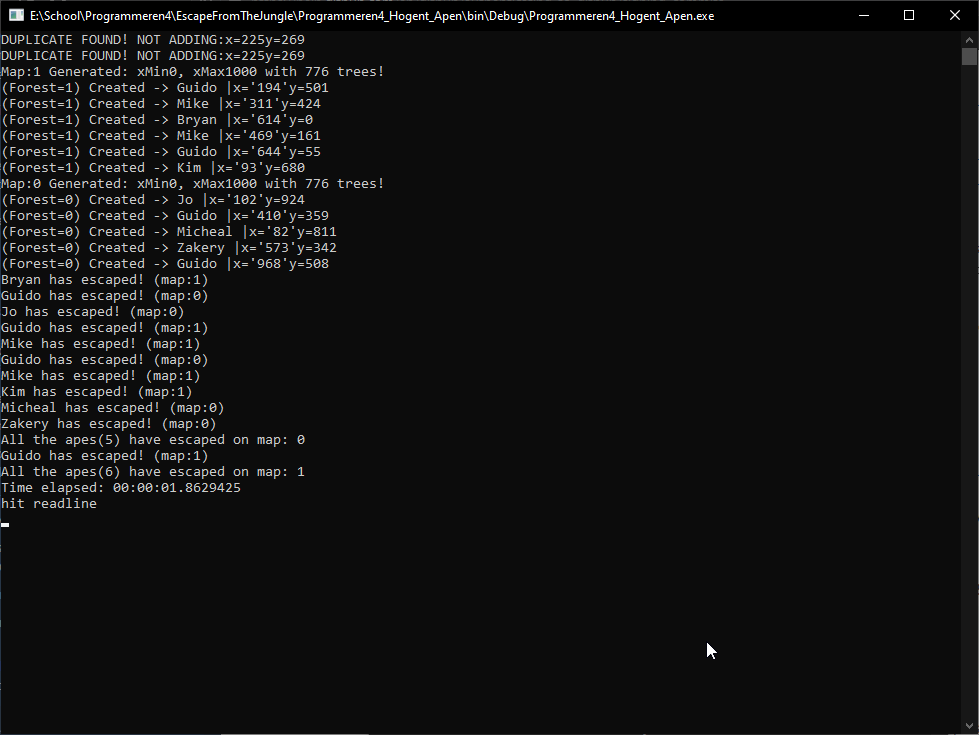 E:\School\Programmeren4\EscapeFromTheJungle\Programmeren4_Hogent_Apen\bin\Debug\Programmeren4_Hogent_Apen.exe
DUPLICATE FOUND! NOT ADDING:x=225y=269
DUPLICATE FOUND! NOT ADDING:x=225y=269
Map:1 Generated: xMin0, xMax1000 with 776 trees!
(Forest=1) Created -> Guido |x='194'y=501
(Forest=1) Created -> Mike |x='311'y=424
(Forest=1) Created -> Bryan |x='614'y=0
(Forest=1) Created -> Mike |x='469'y=161
(Forest=1) Created -> Guido |x='644'y=55
(Forest=1) Created -> Kim |x='93'y=680
Map:0 Generated: xMin0, xMax1000 with 776 trees!
(Forest=0) Created -> Jo |x='102'y=924
(Forest=0) Created -> Guido |x='410'y=359
(Forest=0) Created -> Micheal |x='82'y=811
(Forest=0) Created -> Zakery |x='573'y=342
(Forest=0) Created -> Guido |x='968'y=508
Bryan has escaped! (map:1)
Guido has escaped! (map:0)
Jo has escaped! (map:0)
Guido has escaped! (map:1)
Mike has escaped! (map:1)
Guido has escaped! (map:0)
Mike has escaped! (map:1)
Kim has escaped! (map:1)
Micheal has escaped! (map:0)
Zakery has escaped! (map:0)
All the apes(5) have escaped on map: 0
Guido has escaped! (map:1)
All the apes(6) have escaped on map: 1
Time elapsed: 00:00:01.8629425
hit readline